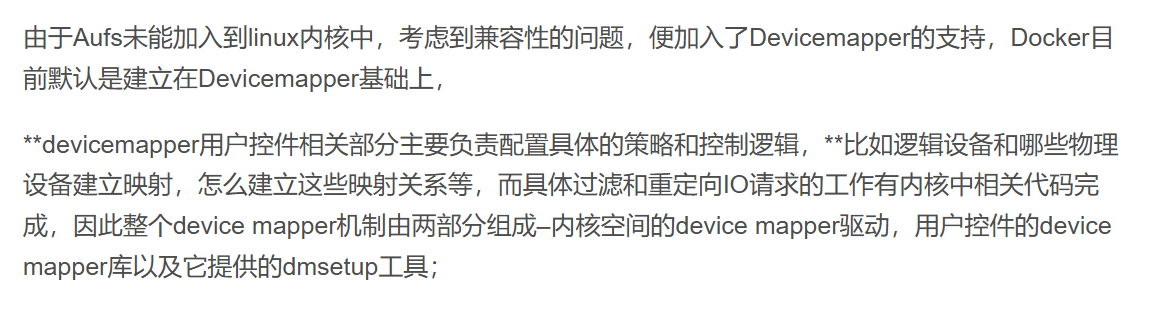 由于Aufs未能加入到linux内核中，考虑到兼容性的问题，便加入了Devicemapper的支持，Docker目
前默认是建立在Devicemapper基础上，
**devicemapper用户控件相关部分主要负责配置具体的策略和控制逻辑，**比如逻辑设备和哪些物理
设备建立映射，怎么建立这些映射关系等，而具体过滤和重定向IO请求的工作有内核中相关代码完
成，因此整个device mapper机制由两部分组成–内核空间的device mapper驱动，用户控件的device
mapper库以及它提供的dmsetup工具；